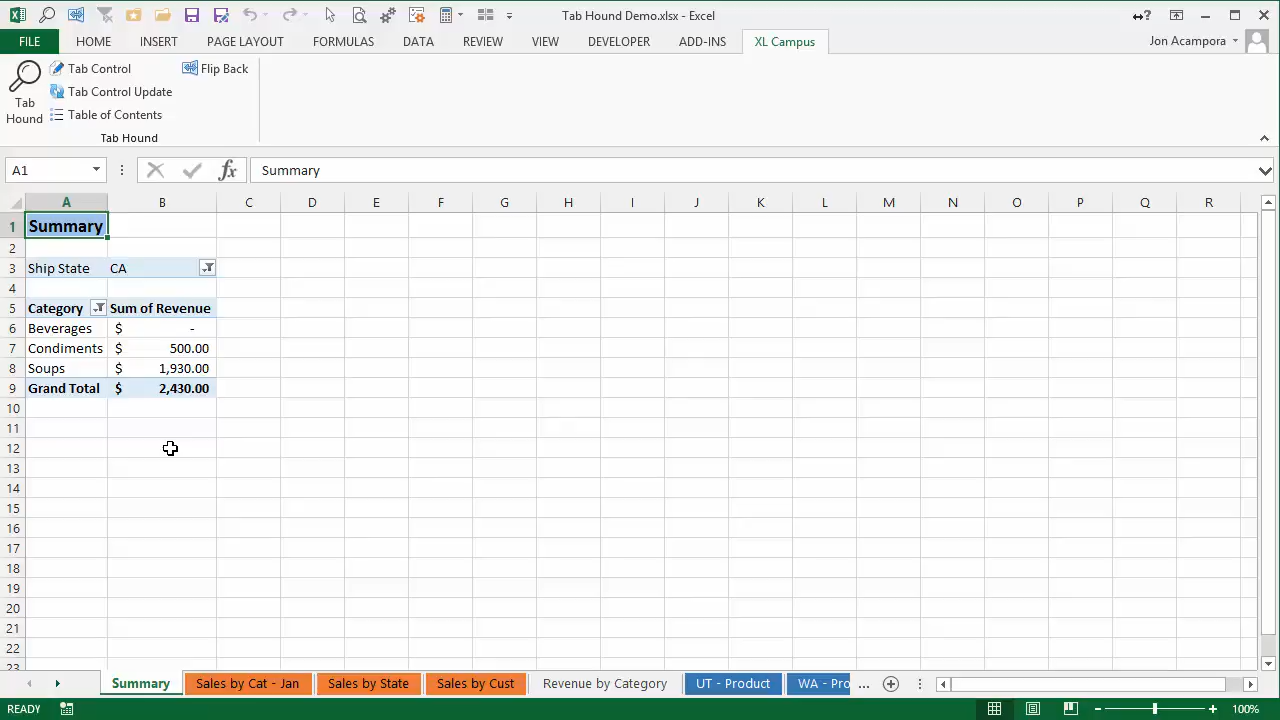 Tab Hound Demo.xlsx - Excel
?
FILE HOME INSERT PAGE LAYOUT FORMULAS DATA REVIEW VIEW DEVELOPER ADD-INS XL Campus Jon Acampora
Tab Hound
Tab Control
Flip Back
Tab Control Update
Table of Contents
Tab Hound
A1 fx Summary
A B C D E F G H I J K L M N O P Q R
1 Summary
2
3 Ship State CA
4
5 Category Sum of Revenue
6 Beverages $ -
7 Condiments $ 500.00
8 Soups $ 1,930.00
9 Grand Total $ 2,430.00
10
11
12
13
14
15
16
17
18
19
20
21
22
23
Summary Sales by Cat - Jan Sales by State Sales by Cust Revenue by Category UT - Product WA - Pro ...
READY 100%